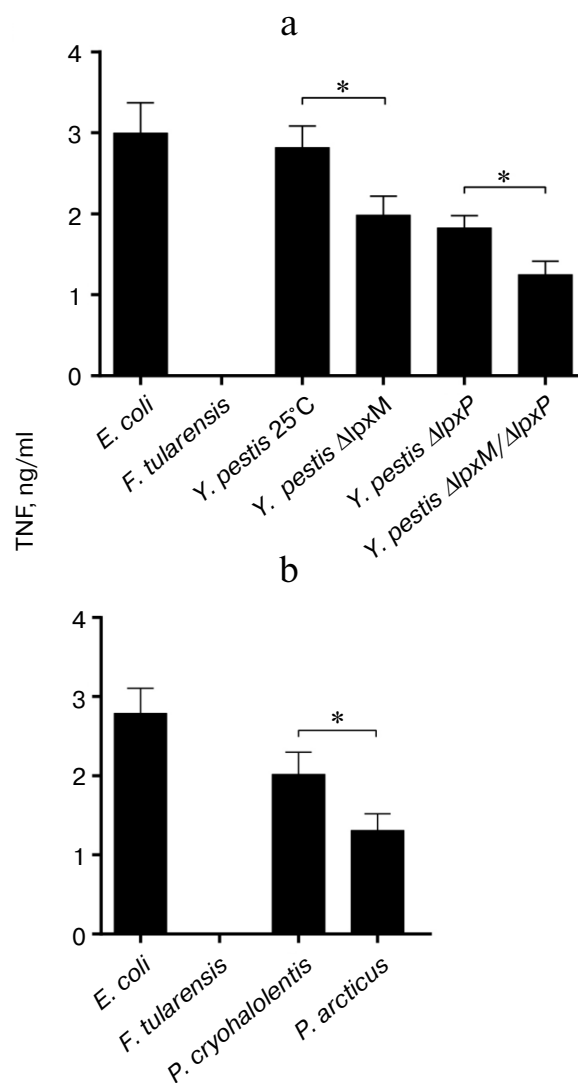 a
4
3
2
1
0
*
*
E. coli
F. tularensis
Y. pestis 25°C
Y. pestis ΔlpxM
Y. pestis ΔlpxP
Y. pestis ΔlpxM/ΔlpxP
TNF, ng/ml
b
4
3
2
1
0
*
E. coli
F. tularensis
P. cryohalolentis
P. arcticus